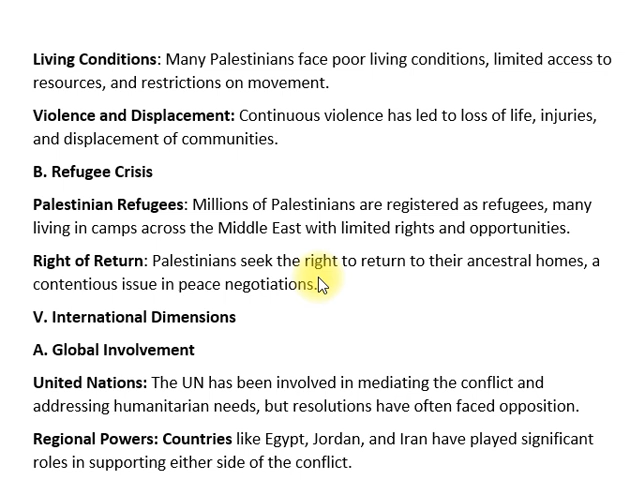 Living Conditions: Many Palestinians face poor living conditions, limited access to
resources, and restrictions on movement.
Violence and Displacement: Continuous violence has led to loss of life, injuries,
and displacement of communities.
B. Refugee Crisis
Palestinian Refugees: Millions of Palestinians are registered as refugees, many
living in camps across the Middle East with limited rights and opportunities.
Right of Return: Palestinians seek the right to return to their ancestral homes, a
contentious issue in peace negotiations.
V. International Dimensions
A. Global Involvement
United Nations: The UN has been involved in mediating the conflict and
addressing humanitarian needs, but resolutions have often faced opposition.
Regional Powers: Countries like Egypt, Jordan, and Iran have played significant
roles in supporting either side of the conflict.